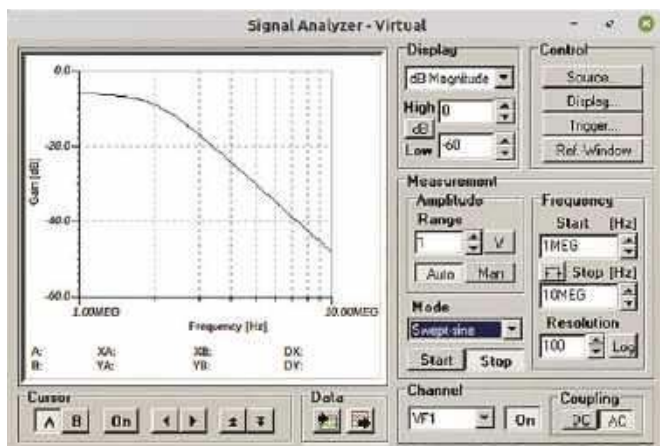 Signal Analyzer - Virtual
0.0
-20.0
-40.0
-60.0
Gain [dB]
1.00MEG
10.00MEG
Frequency [Hz]
A: XA: XB: DX:
B: YA: YB: DY:
Cursor
A B On
Data
Display
dB Magnitude
High 0
dB
Low -60
Control
Source...
Display...
Trigger...
Ref.-Window
Measurement
Amplitude
Range
1 V
Auto Man
Mode
Swept-sine
Start Stop
Frequency
Start [Hz]
1MEG
Stop [Hz]
10MEG
Resolution
100 Log
Channel
VF1 On
Coupling
DC AC